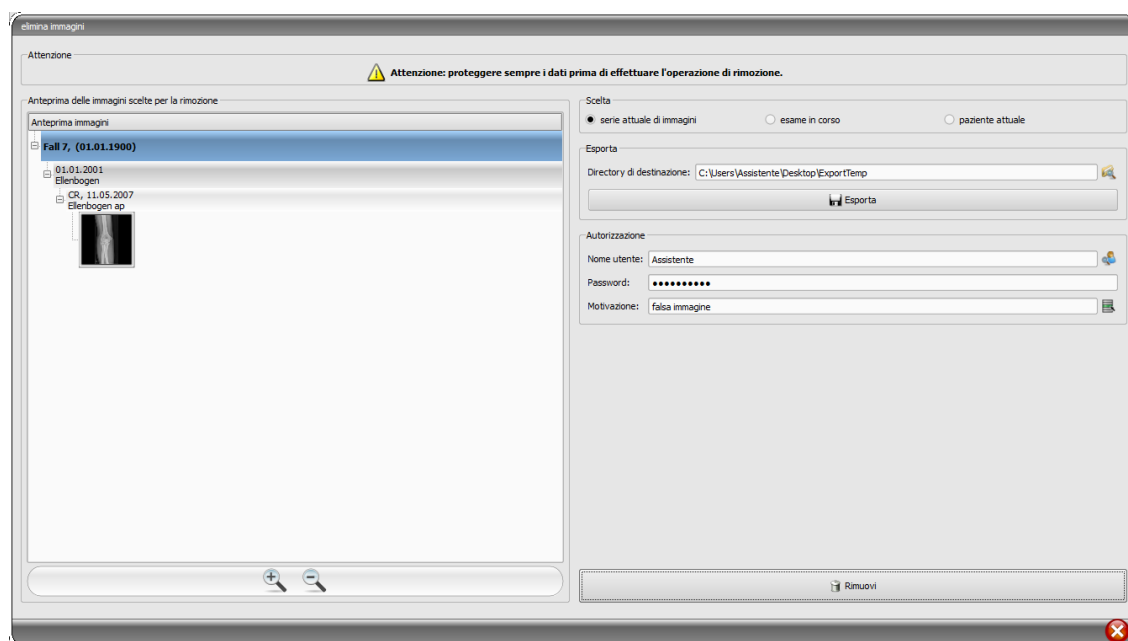 elimina immagini
Attenzione
Attenzione: proteggere sempre i dati prima di effettuare l'operazione di rimozione.
Anteprima delle immagini scelte per la rimozione
Anteprima immagini
Fall 7, (01.01.1900)
01.01.2001
Ellenbogen
CR, 11.05.2007
Ellenbogen ap
Scelta
serie attuale di immagini
esame in corso
paziente attuale
Esporta
Directory di destinazione: C:\Users\Assistente\Desktop\ExportTemp
Esporta
Autorizzazione
Nome utente: Assistente
Password: ●●●●●●●●●●
Motivazione: falsa immagine
Rimuovi